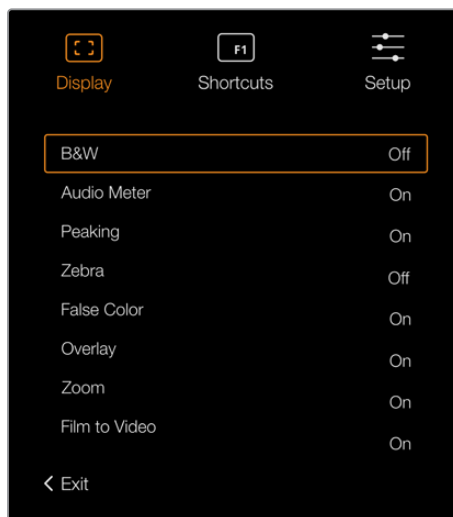 F1
Display Shortcuts Setup
B&W Off
Audio Meter On
Peaking On
Zebra Off
False Color On
Overlay On
Zoom On
Film to Video On
Exit